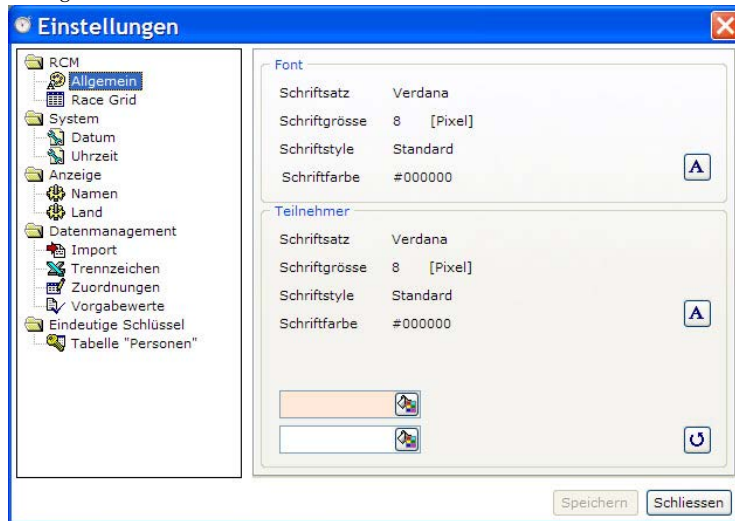 Einstellungen
RCM
Allgemein
Race Grid
System
Datum
Uhrzeit
Anzeige
Namen
Land
Datenmanagement
Import
Trennzeichen
Zuordnungen
Vorgabewerte
Eindeutige Schlüssel
Tabelle "Personen"
Font
Schriftsatz Verdana
Schriftgrösse 8 [Pixel]
Schriftstyle Standard
Schriftfarbe #000000
A
Teilnehmer
Schriftsatz Verdana
Schriftgrösse 8 [Pixel]
Schriftstyle Standard
Schriftfarbe #000000
A
Speichern Schliessen